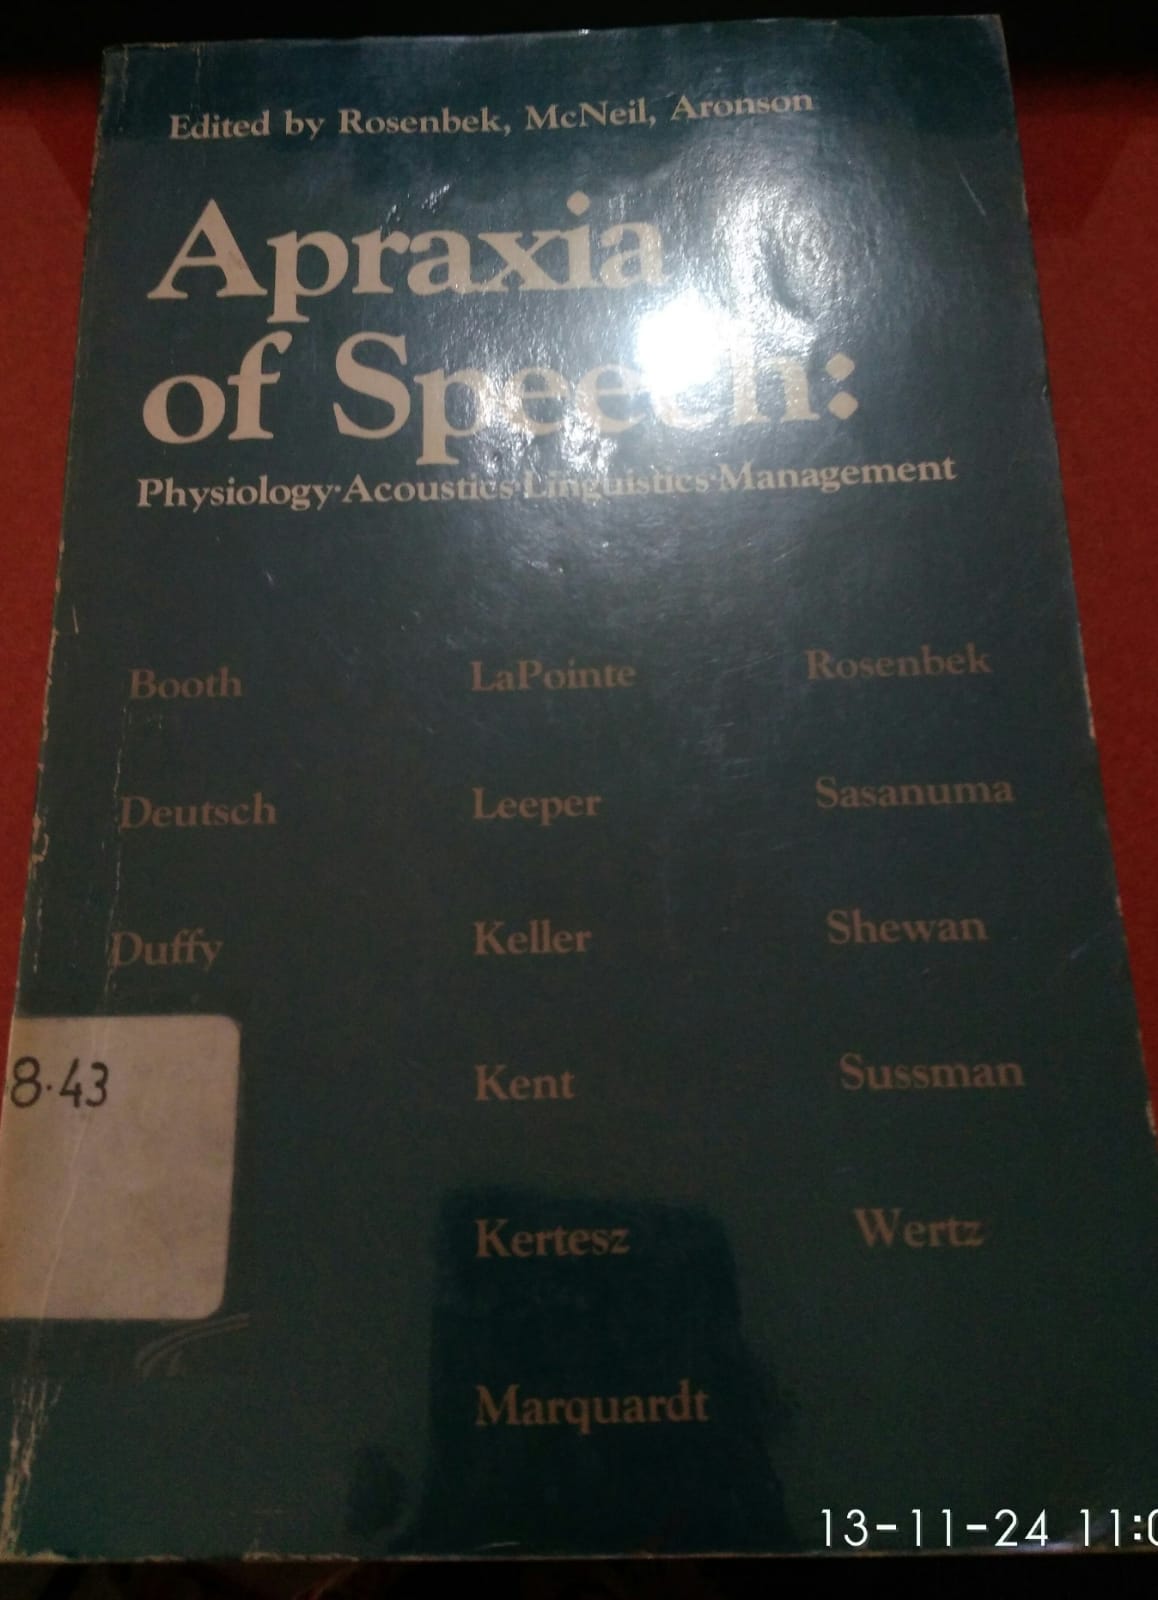 Edited by Rosenbek, McNeil, Aronson
Apraxia
of Speech:
Physiology·Acoustics·Linguistics·Management
Booth LaPointe Rosenbek
Deutsch Leeper Sasanuma
Duffy Keller Shewan
8·43
Kent Sussman
Kertesz Wertz
Marquardt
13-11-24 11:0